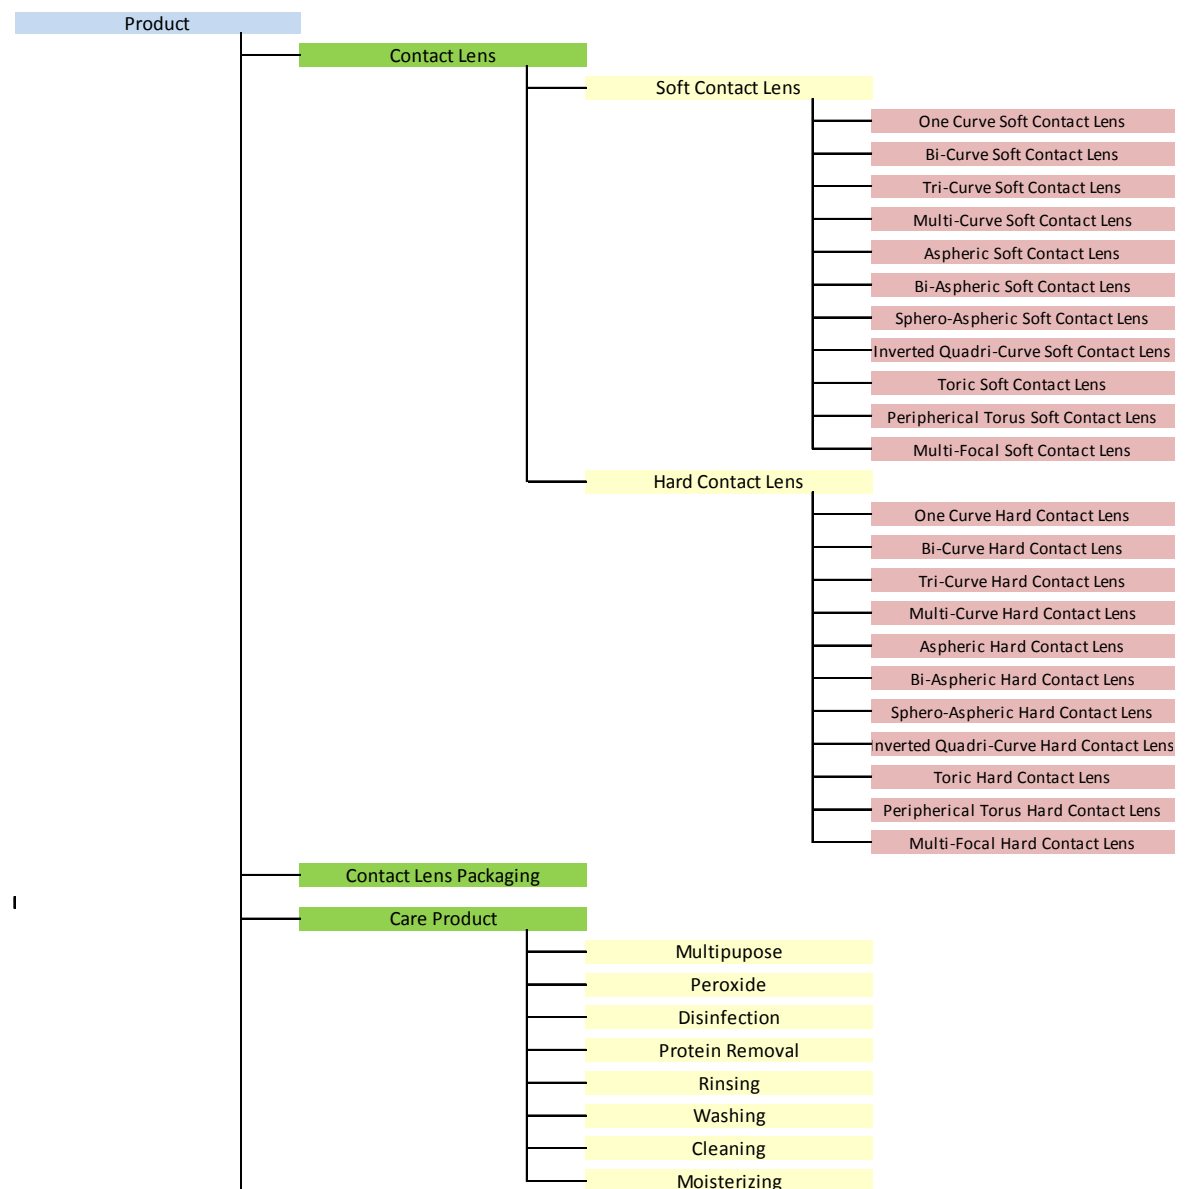 Product
Contact Lens
Soft Contact Lens
One Curve Soft Contact Lens
Bi-Curve Soft Contact Lens
Tri-Curve Soft Contact Lens
Multi-Curve Soft Contact Lens
Aspheric Soft Contact Lens
Bi-Aspheric Soft Contact Lens
Sphero-Aspheric Soft Contact Lens
Inverted Quadri-Curve Soft Contact Lens
Toric Soft Contact Lens
Peripherical Torus Soft Contact Lens
Multi-Focal Soft Contact Lens
Hard Contact Lens
One Curve Hard Contact Lens
Bi-Curve Hard Contact Lens
Tri-Curve Hard Contact Lens
Multi-Curve Hard Contact Lens
Aspheric Hard Contact Lens
Bi-Aspheric Hard Contact Lens
Sphero-Aspheric Hard Contact Lens
nverted Quadri-Curve Hard Contact Lens
Toric Hard Contact Lens
Peripherical Torus Hard Contact Lens
Multi-Focal Hard Contact Lens
Contact Lens Packaging
Care Product
Multipupose
Peroxide
Disinfection
Protein Removal
Rinsing
Washing
Cleaning
Moisterizing